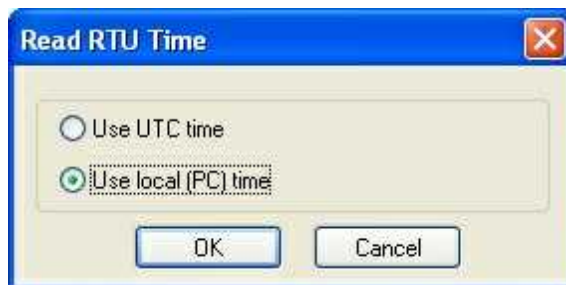 Read RTU Time
Use UTC time
Use local (PC) time
OK Cancel